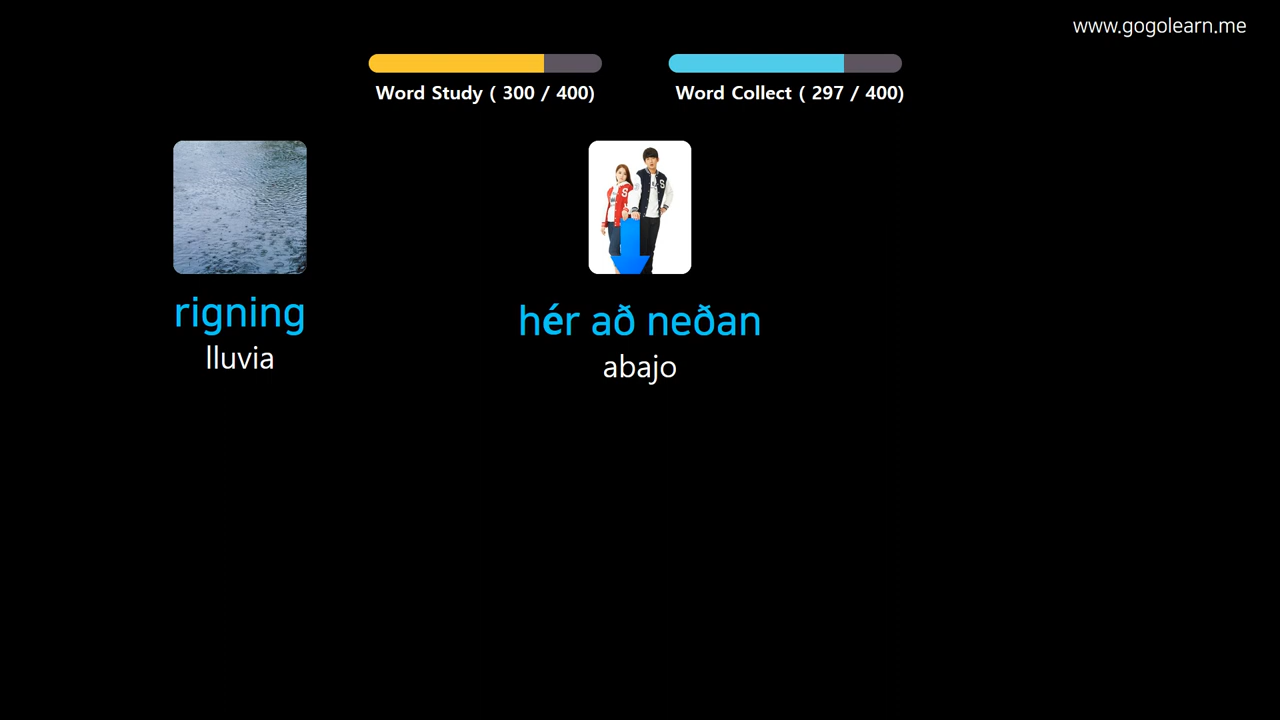 www.gogolearn.me
Word Study ( 300 / 400)
Word Collect ( 297 / 400)
rigning
lluvia
hér að neðan
abajo